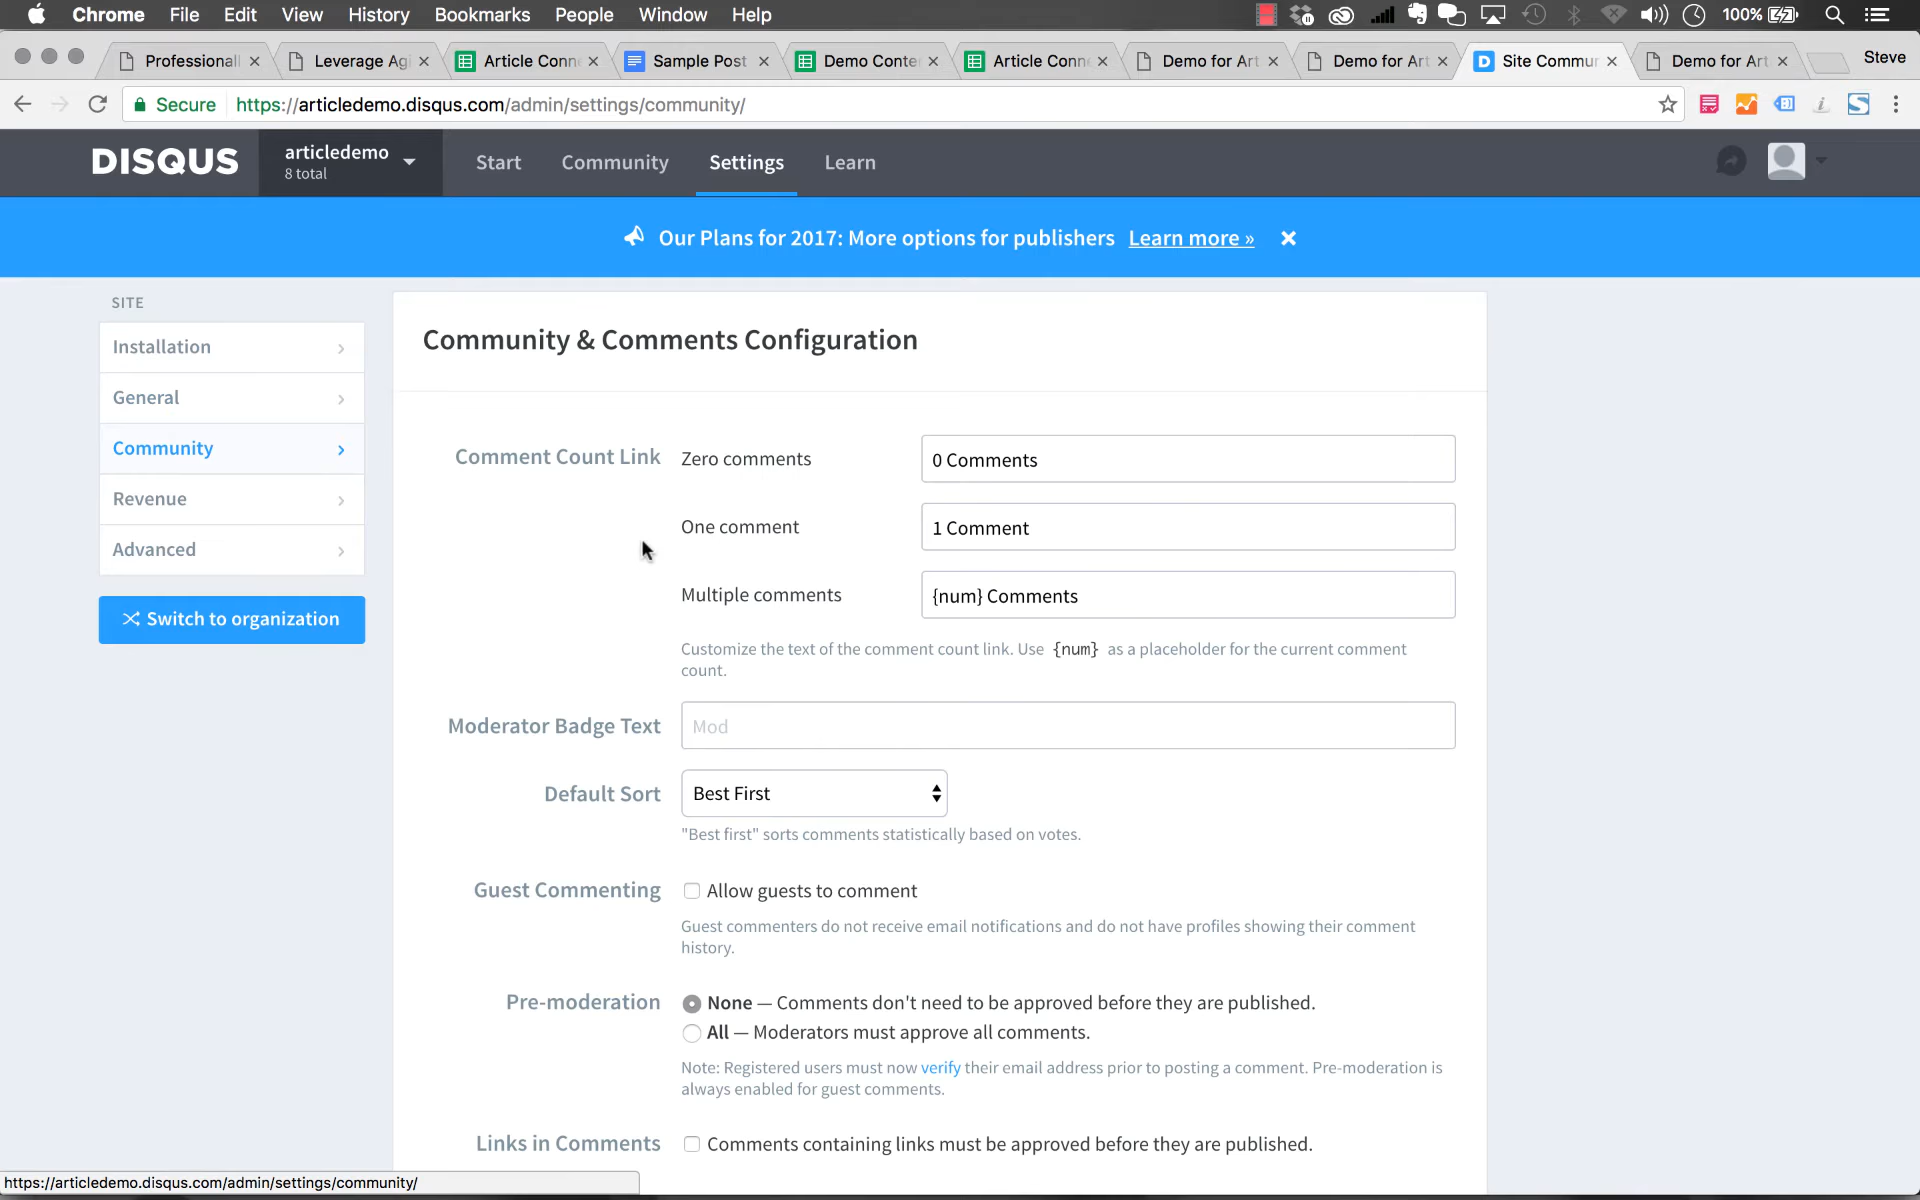 Chrome File Edit View History Bookmarks People Window Help 100%
Professional Leverage Agi Article Conne Sample Post Demo Conte Article Conne Demo for Art Demo for Art Site Commun Demo for Art Steve
Secure https://articledemo.disqus.com/admin/settings/community/
DISQUS articledemo Start Community Settings Learn
8 total
Our Plans for 2017: More options for publishers Learn more »
SITE
Installation
General
Community
Revenue
Advanced
Switch to organization
Community & Comments Configuration
Comment Count Link Zero comments 0 Comments
One comment 1 Comment
Multiple comments {num} Comments
Customize the text of the comment count link. Use {num} as a placeholder for the current comment
count.
Moderator Badge Text Mod
Default Sort Best First
"Best first" sorts comments statistically based on votes.
Guest Commenting Allow guests to comment
Guest commenters do not receive email notifications and do not have profiles showing their comment
history.
Pre-moderation None — Comments don't need to be approved before they are published.
All — Moderators must approve all comments.
Note: Registered users must now verify their email address prior to posting a comment. Pre-moderation is
always enabled for guest comments.
Links in Comments Comments containing links must be approved before they are published.
https://articledemo.disqus.com/admin/settings/community/